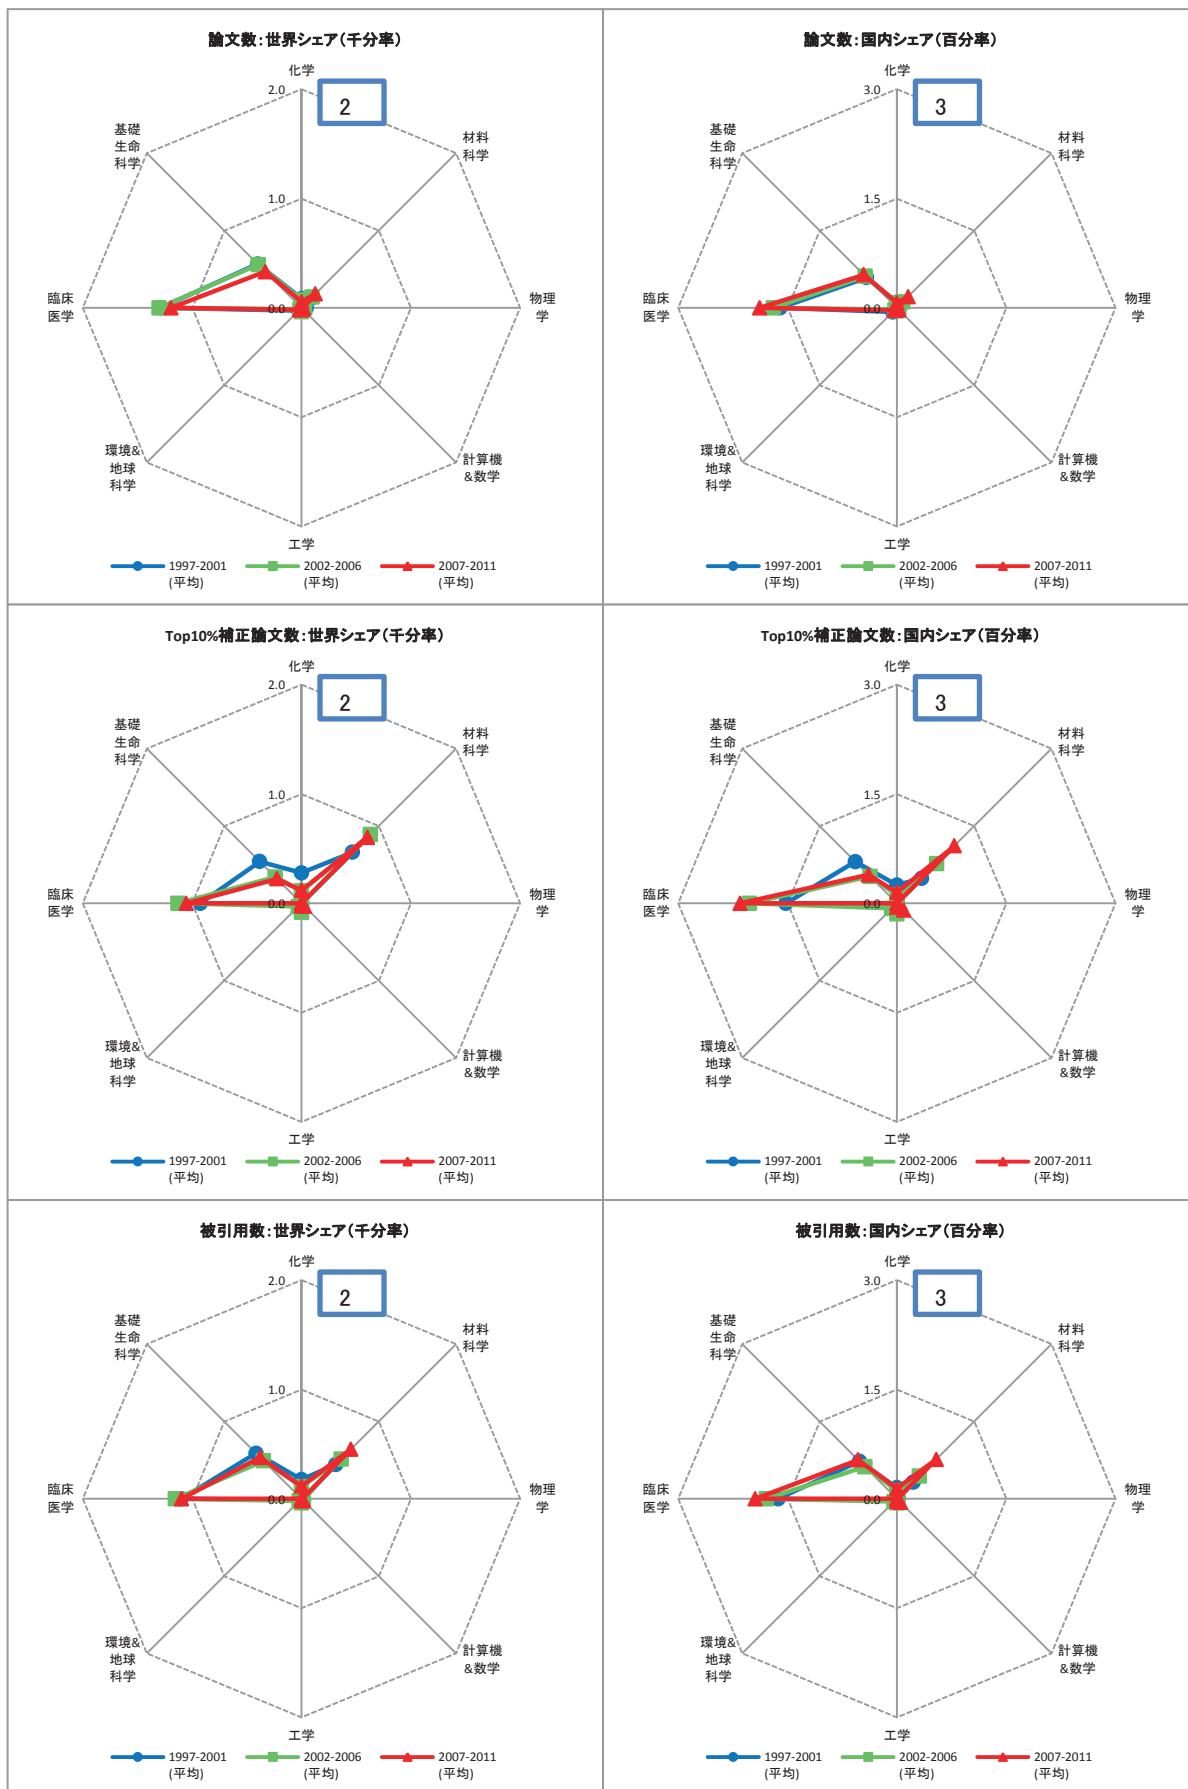 論文数：世界シェア（千分率）
化学
2.0
2
基礎
生命
科学
材料
科学
1.0
臨床
医学
0.0
物理
学
環境&
地球
科学
計算機
&数学
工学
1997-2001
(平均)
2002-2006
(平均)
2007-2011
(平均)
論文数：国内シェア（百分率）
化学
3.0
3
基礎
生命
科学
材料
科学
1.5
臨床
医学
0.0
物理
学
環境&
地球
科学
計算機
&数学
工学
1997-2001
(平均)
2002-2006
(平均)
2007-2011
(平均)
Top10%補正論文数：世界シェア（千分率）
化学
2.0
2
基礎
生命
科学
材料
科学
1.0
臨床
医学
0.0
物理
学
環境&
地球
科学
計算機
&数学
工学
1997-2001
(平均)
2002-2006
(平均)
2007-2011
(平均)
Top10%補正論文数：国内シェア（百分率）
化学
3.0
3
基礎
生命
科学
材料
科学
1.5
臨床
医学
0.0
物理
学
環境&
地球
科学
計算機
&数学
工学
1997-2001
(平均)
2002-2006
(平均)
2007-2011
(平均)
被引用数：世界シェア（千分率）
化学
2.0
2
基礎
生命
科学
材料
科学
1.0
臨床
医学
0.0
物理
学
環境&
地球
科学
計算機
&数学
工学
1997-2001
(平均)
2002-2006
(平均)
2007-2011
(平均)
被引用数：国内シェア（百分率）
化学
3.0
3
基礎
生命
科学
材料
科学
1.5
臨床
医学
0.0
物理
学
環境&
地球
科学
計算機
&数学
工学
1997-2001
(平均)
2002-2006
(平均)
2007-2011
(平均)